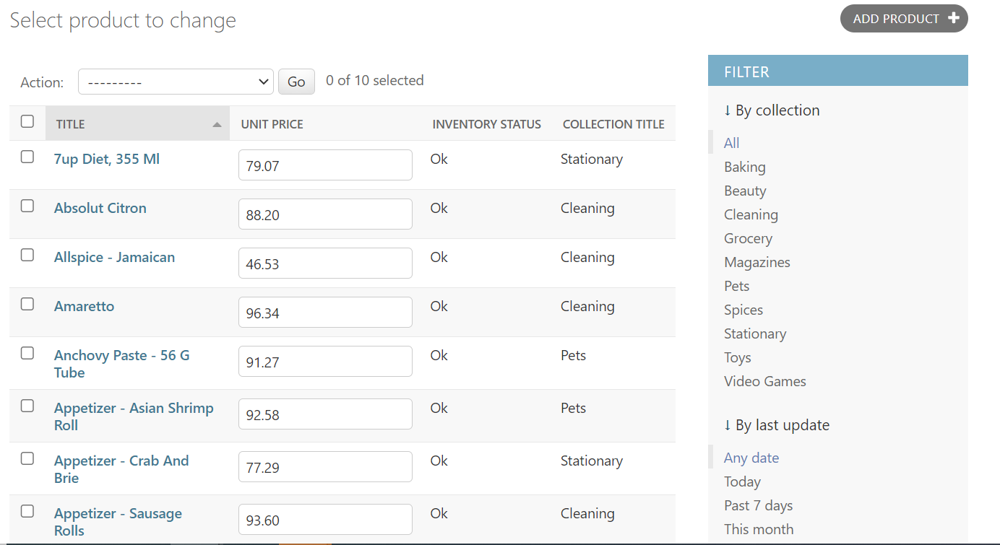 Select product to change
ADD PRODUCT +
Action: --------- Go 0 of 10 selected
TITLE UNIT PRICE INVENTORY STATUS COLLECTION TITLE
7up Diet, 355 Ml 79.07 Ok Stationary
Absolut Citron 88.20 Ok Cleaning
Allspice - Jamaican 46.53 Ok Cleaning
Amaretto 96.34 Ok Cleaning
Anchovy Paste - 56 G 91.27 Ok Pets
Tube
Appetizer - Asian Shrimp 92.58 Ok Pets
Roll
Appetizer - Crab And 77.29 Ok Stationary
Brie
Appetizer - Sausage 93.60 Ok Cleaning
Rolls
FILTER
↓ By collection
All
Baking
Beauty
Cleaning
Grocery
Magazines
Pets
Spices
Stationary
Toys
Video Games
↓ By last update
Any date
Today
Past 7 days
This month